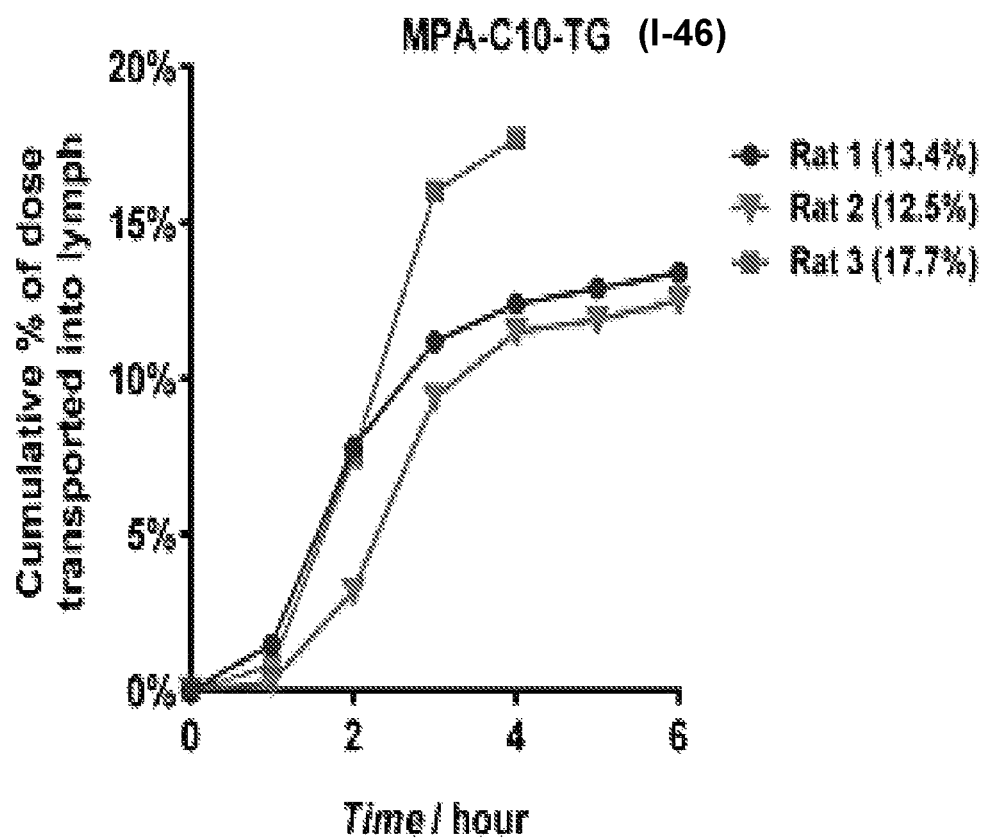 MPA-C10-TG (I-46)
Cumulative % of dose
transported into lymph
20%
15%
10%
5%
0%
0
2
4
6
Time / hour
Rat 1 (13.4%)
Rat 2 (12.5%)
Rat 3 (17.7%)